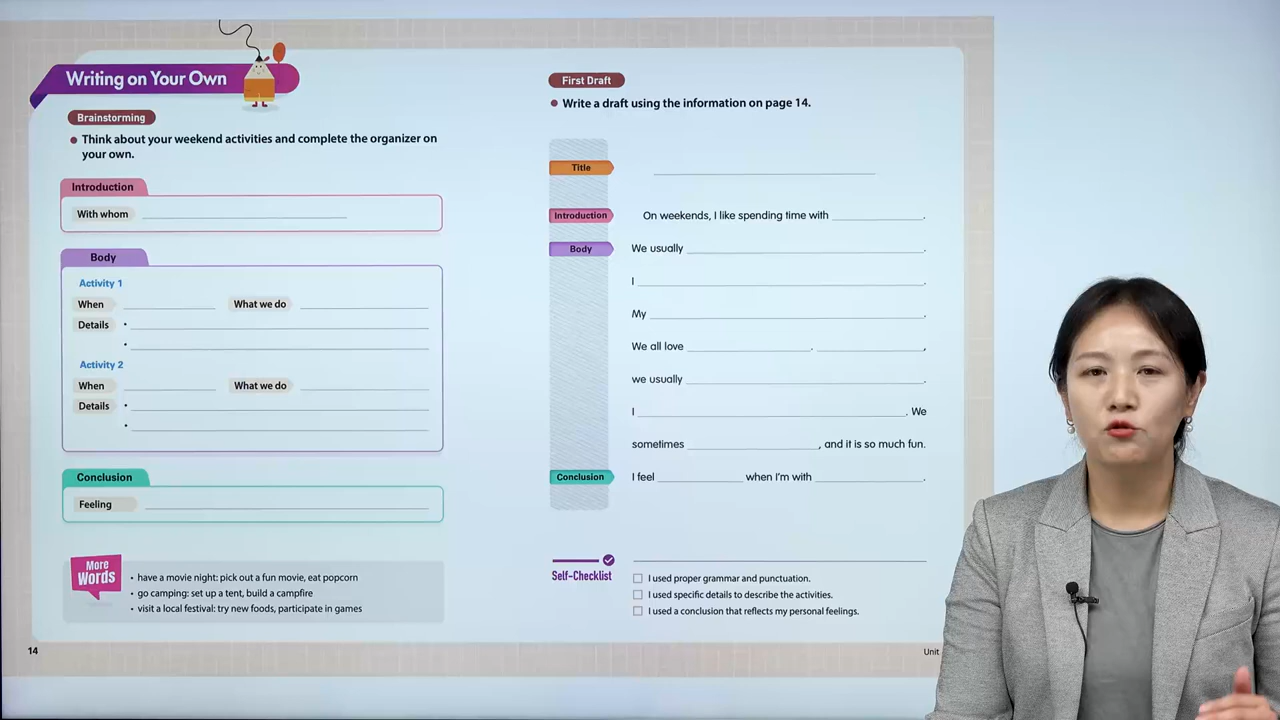 Writing on Your Own
Brainstorming
Think about your weekend activities and complete the organizer on
your own.
Introduction
With whom
Body
Activity 1
When
What we do
Details
Activity 2
When
What we do
Details
Conclusion
Feeling
More
Words
• have a movie night: pick out a fun movie, eat popcorn
• go camping: set up a tent, build a campfire
• visit a local festival: try new foods, participate in games
14
First Draft
Write a draft using the information on page 14.
Title
Introduction
On weekends, I like spending time with .
Body
We usually .
I .
My .
We all love . ,
we usually .
I . We
sometimes , and it is so much fun.
Conclusion
I feel when I'm with .
Self-Checklist
I used proper grammar and punctuation.
I used specific details to describe the activities.
I used a conclusion that reflects my personal feelings.
Unit